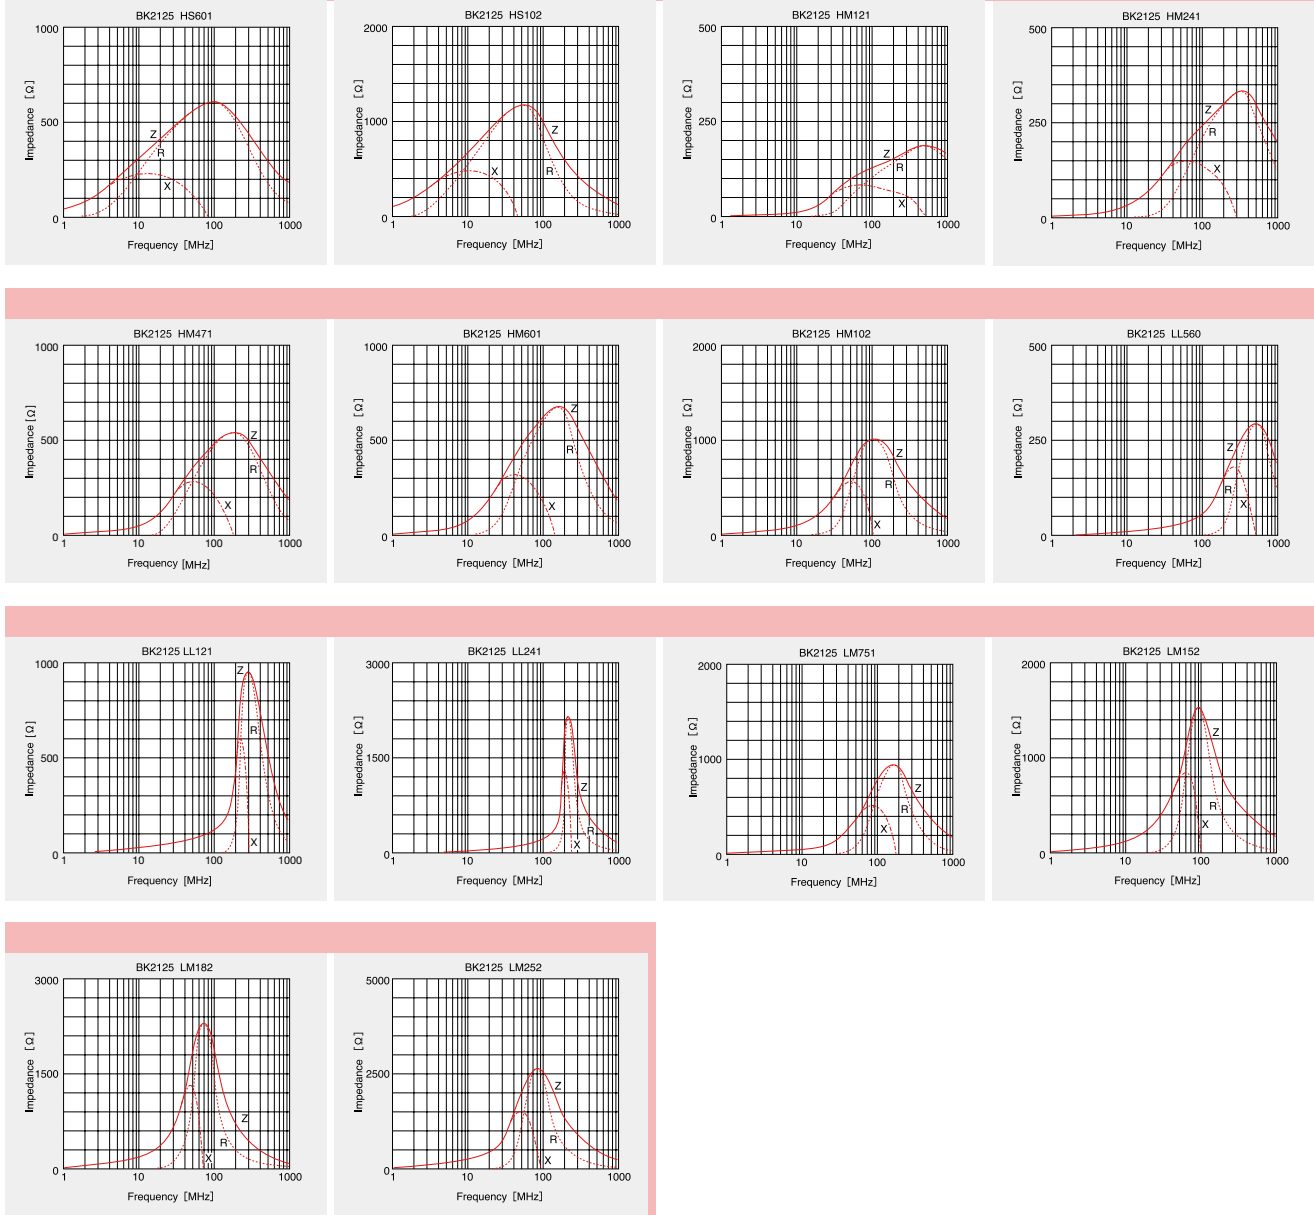 BK2125 HS601
1000
500
0
Impedance [Ω]
Z
R
X
1 10 100 1000
Frequency [MHz]
BK2125 HS102
2000
1000
0
Impedance [Ω]
Z
R
X
1 10 100 1000
Frequency [MHz]
BK2125 HM121
500
250
0
Impedance [Ω]
Z
R
X
1 10 100 1000
Frequency [MHz]
BK2125 HM241
500
250
0
Impedance [Ω]
Z
R
X
1 10 100 1000
Frequency [MHz]
BK2125 HM471
1000
500
0
Impedance [Ω]
Z
R
X
1 10 100 1000
Frequency [MHz]
BK2125 HM601
1000
500
0
Impedance [Ω]
Z
R
X
1 10 100 1000
Frequency [MHz]
BK2125 HM102
2000
1000
0
Impedance [Ω]
Z
R
X
1 10 100 1000
Frequency [MHz]
BK2125 LL560
500
250
0
Impedance [Ω]
Z
R
X
1 10 100 1000
Frequency [MHz]
BK2125 LL121
1000
500
0
Impedance [Ω]
Z
R
X
1 10 100 1000
Frequency [MHz]
BK2125 LL241
3000
1500
0
Impedance [Ω]
Z
R
X
1 10 100 1000
Frequency [MHz]
BK2125 LM751
2000
1000
0
Impedance [Ω]
Z
R
X
1 10 100 1000
Frequency [MHz]
BK2125 LM152
2000
1000
0
Impedance [Ω]
Z
R
X
1 10 100 1000
Frequency [MHz]
BK2125 LM182
3000
1500
0
Impedance [Ω]
Z
R
X
1 10 100 1000
Frequency [MHz]
BK2125 LM252
5000
2500
0
Impedance [Ω]
Z
R
X
1 10 100 1000
Frequency [MHz]